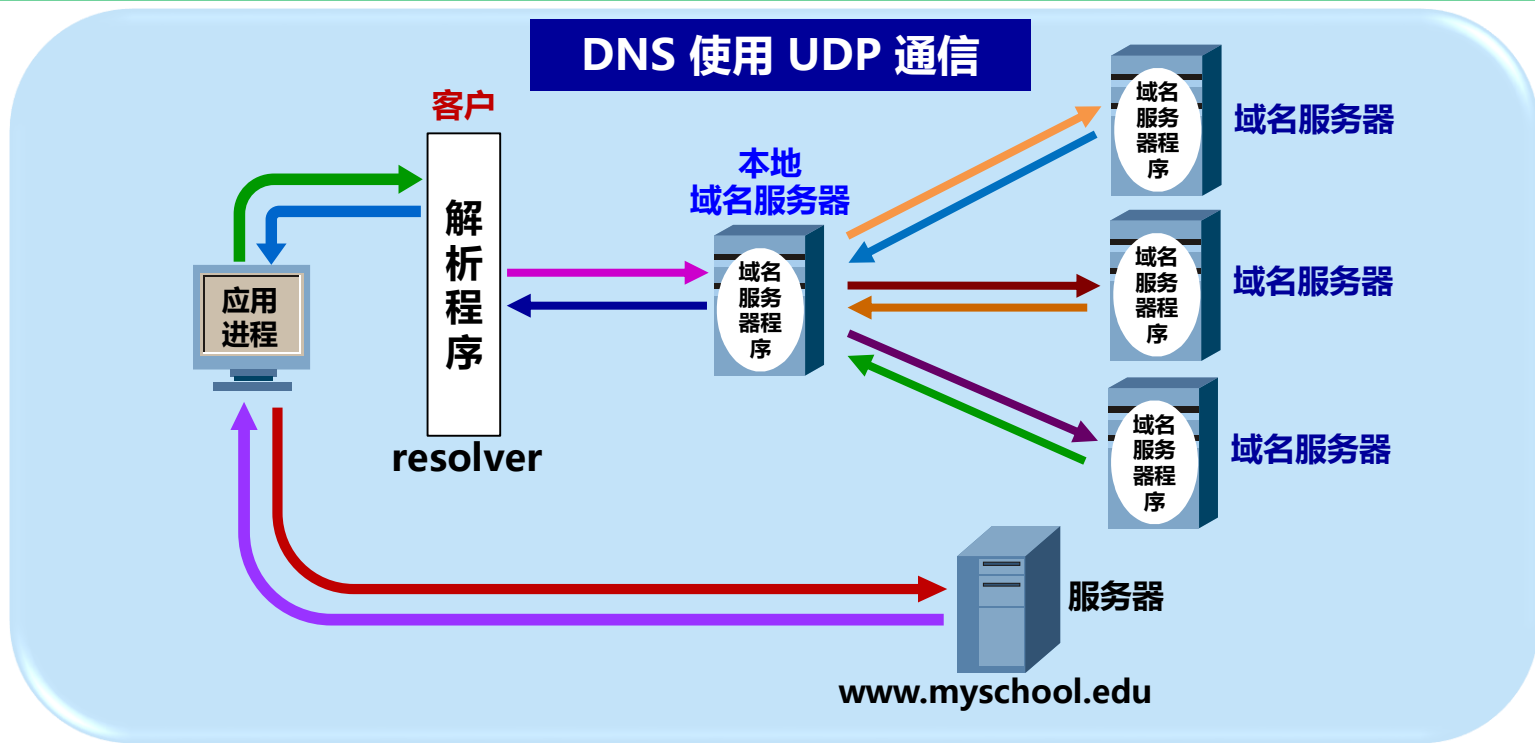 DNS 使用 UDP 通信
客户
解
析
程
序
resolver
应用
进程
本地
域名服务器
域名
服务
器程
序
域名
服务
器程
序
域名服务器
域名
服务
器程
序
域名服务器
域名
服务
器程
序
域名服务器
服务器
www.myschool.edu